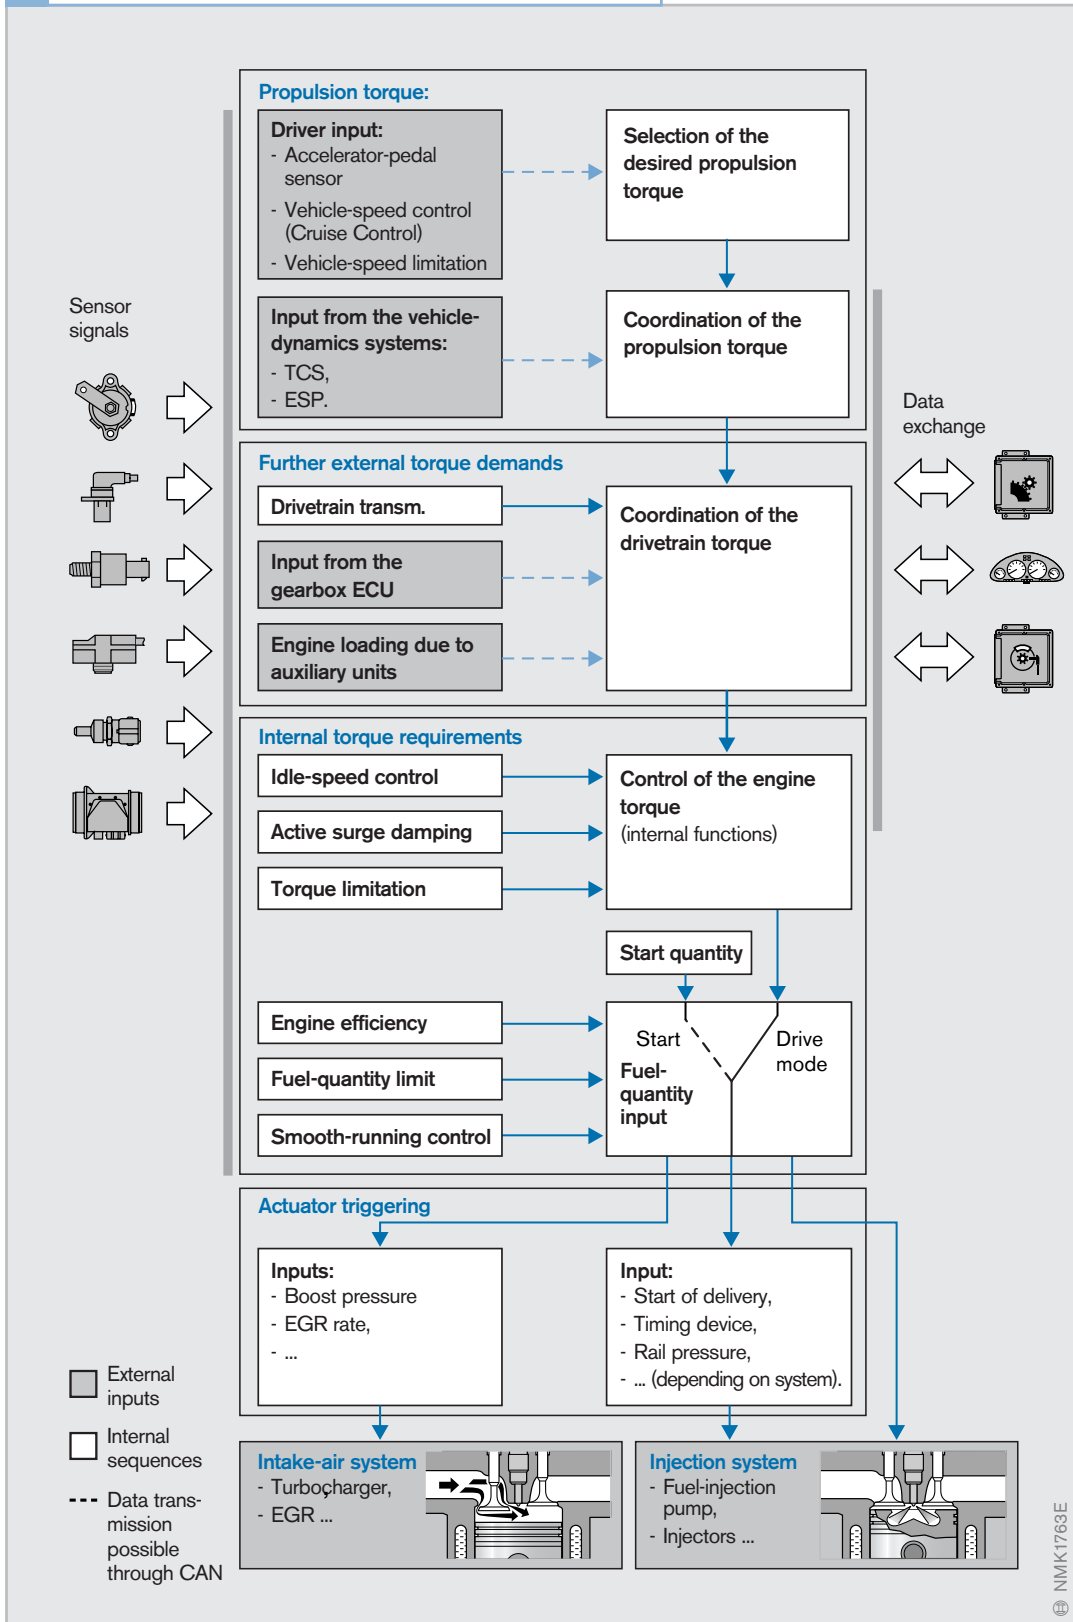 Propulsion torque:
Driver input:
- Accelerator-pedal
sensor
- Vehicle-speed control
(Cruise Control)
- Vehicle-speed limitation
Selection of the
desired propulsion
torque
Sensor
signals
Input from the vehicle-
dynamics systems:
- TCS,
- ESP.
Coordination of the
propulsion torque
Data
exchange
Further external torque demands
Drivetrain transm.
Input from the
gearbox ECU
Engine loading due to
auxiliary units
Coordination of the
drivetrain torque
Internal torque requirements
Idle-speed control
Active surge damping
Torque limitation
Control of the engine
torque
(internal functions)
Start quantity
Engine efficiency
Fuel-quantity limit
Smooth-running control
Start
Drive
mode
Fuel-
quantity
input
Actuator triggering
Inputs:
- Boost pressure
- EGR rate,
- ...
Input:
- Start of delivery,
- Timing device,
- Rail pressure,
- ... (depending on system).
External
inputs
Internal
sequences
Data trans-
mission
possible
through CAN
Intake-air system
- Turbocharger,
- EGR ...
Injection system
- Fuel-injection
pump,
- Injectors ...
NMK1763E